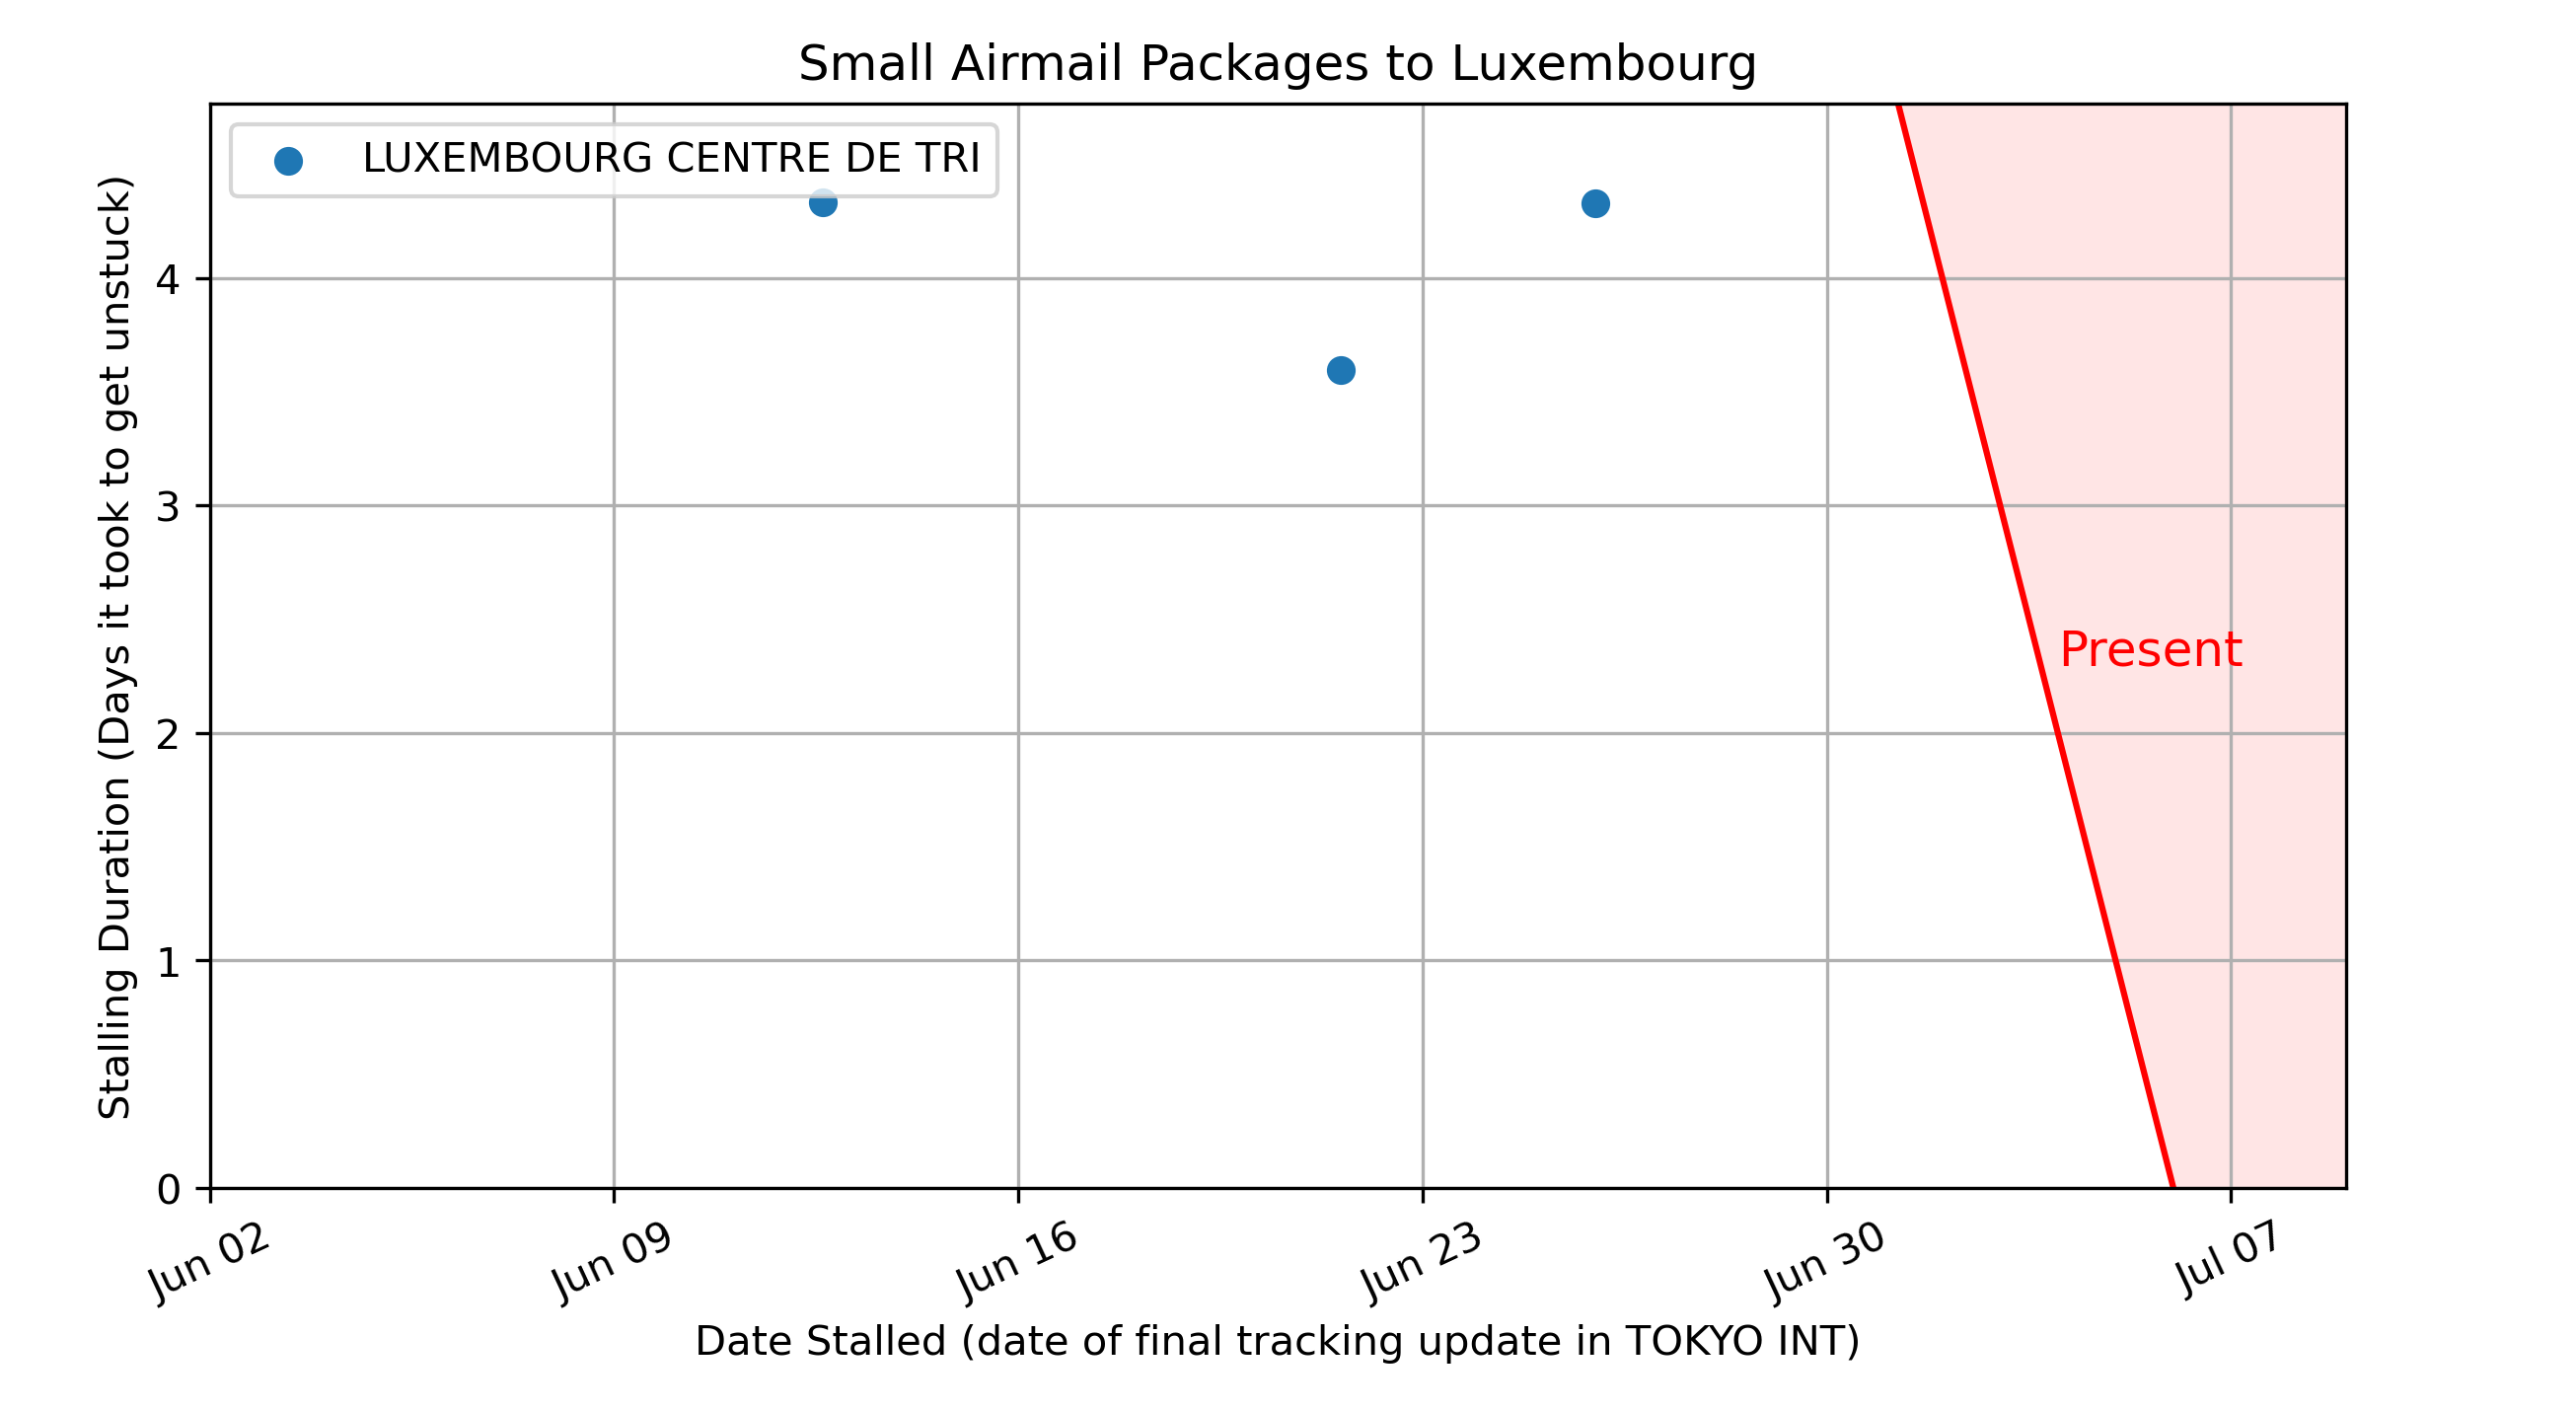 Small Airmail Packages to Luxembourg
LUXEMBOURG CENTRE DE TRI
Stalling Duration (Days it took to get unstuck)
4
3
2
1
0
Present
Jun 02
Jun 09
Jun 16
Jun 23
Jun 30
Jul 07
Date Stalled (date of final tracking update in TOKYO INT)